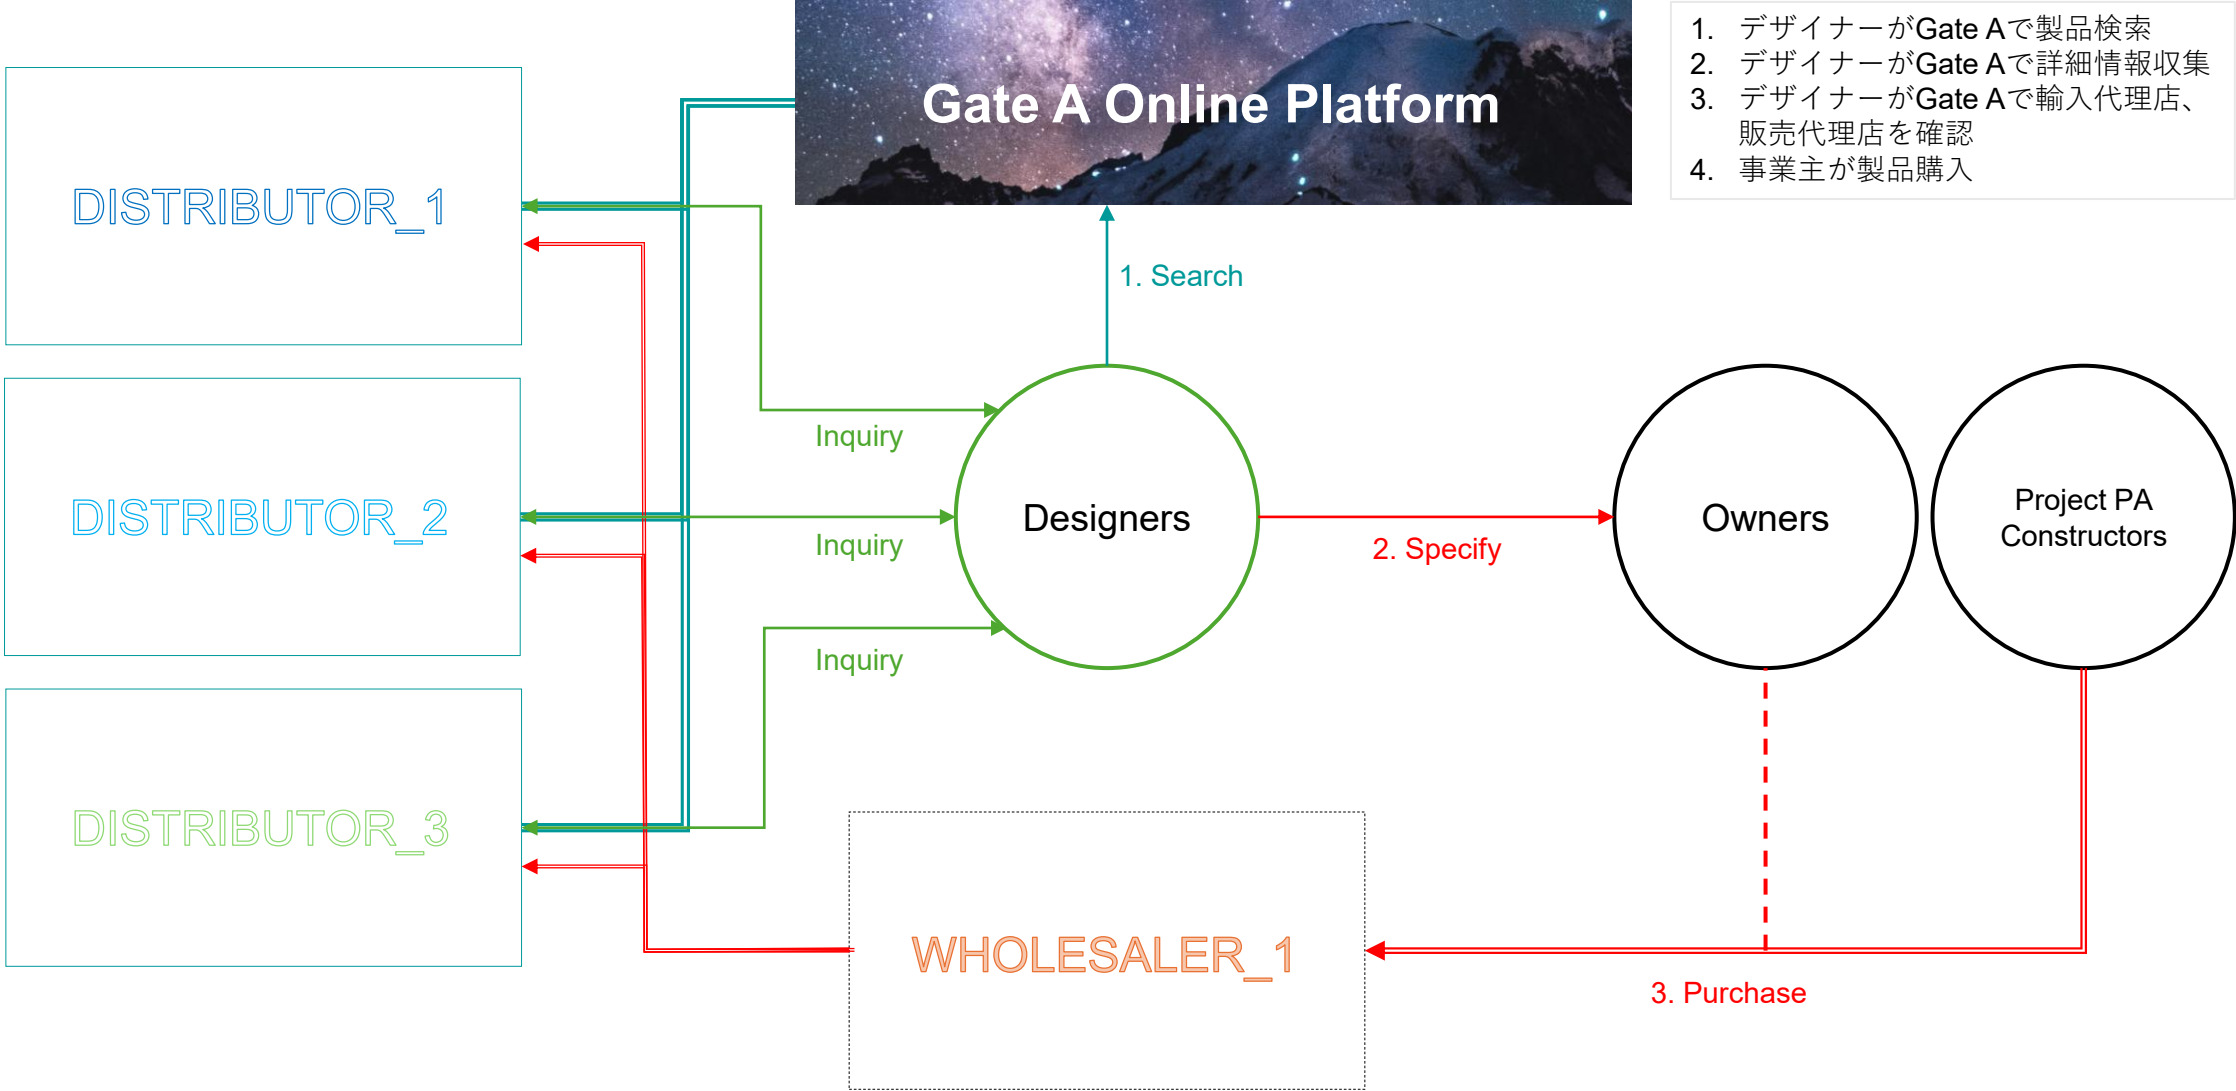 Gate A Online Platform
1. デザイナーがGate Aで製品検索
2. デザイナーがGate Aで詳細情報収集
3. デザイナーがGate Aで輸入代理店、
販売代理店を確認
4. 事業主が製品購入
DISTRIBUTOR_1
1. Search
Inquiry
DISTRIBUTOR_2
Inquiry
Designers
2. Specify
Owners
Project PA
Constructors
Inquiry
DISTRIBUTOR_3
WHOLESALER_1
3. Purchase